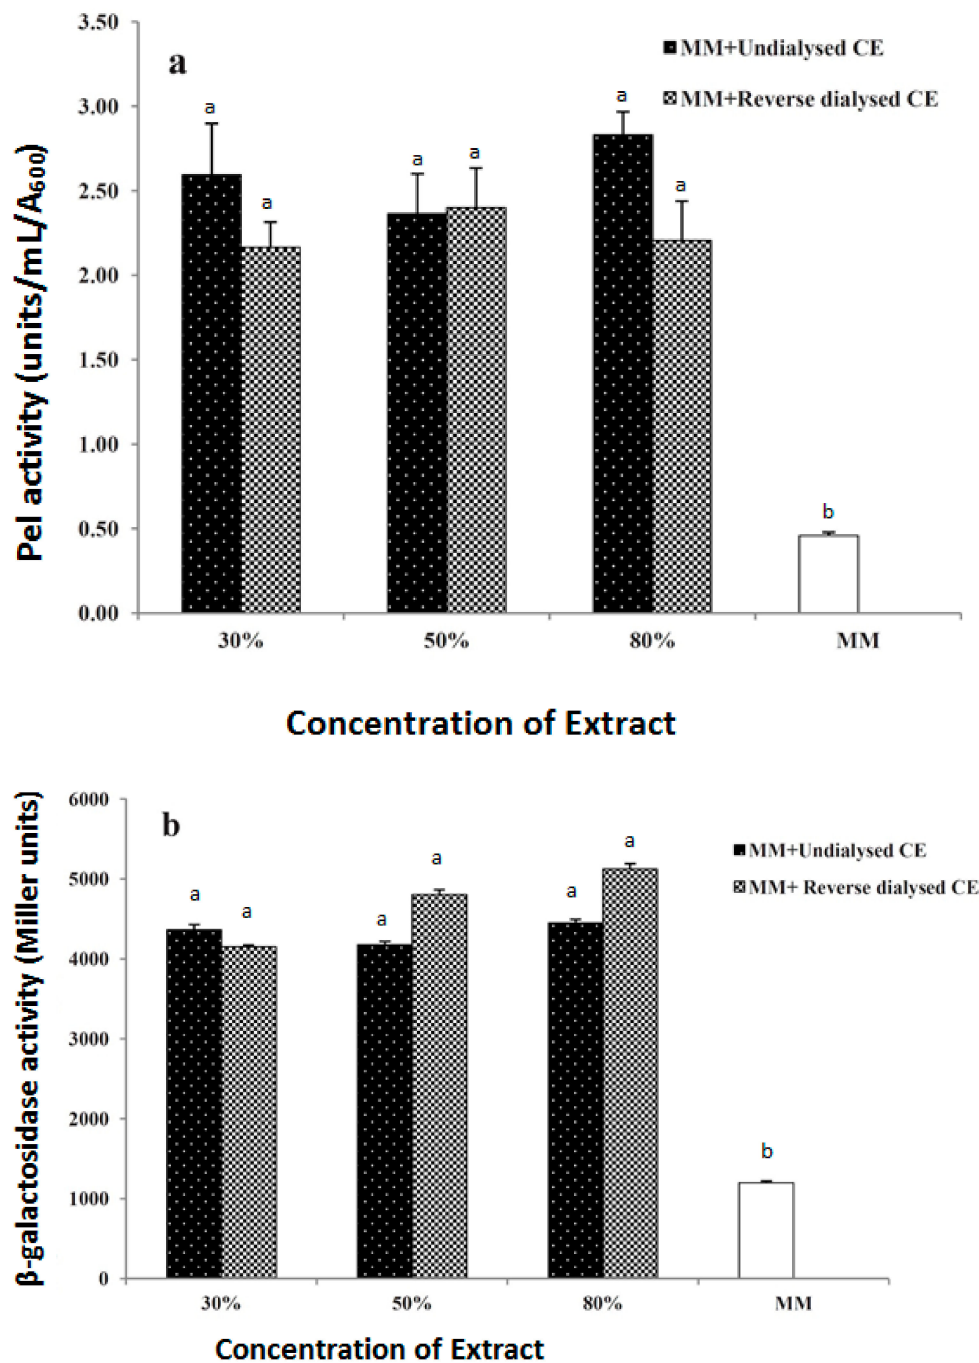 3.50
MM+Undialysed CE
a
3.00
a
a
MM+Reverse dialysed CE
a
a
a
a
2.50
2.00
1.50
1.00
0.50
b
0.00
Pel activity (units/mL/A600)
30%
50%
80%
MM
Concentration of Extract
6000
b
MM+Undialysed CE
5000
a
a
a
a
a
a
MM+ Reverse dialysed CE
4000
3000
2000
b
1000
0
β-galactosidase activity (Miller units)
30%
50%
80%
MM
Concentration of Extract